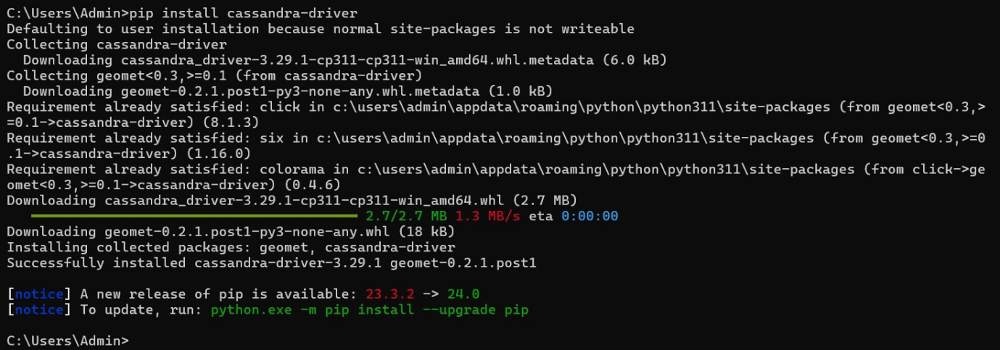 C:\Users\Admin>pip install cassandra-driver
Defaulting to user installation because normal site-packages is not writeable
Collecting cassandra-driver
  Downloading cassandra_driver-3.29.1-cp311-cp311-win_amd64.whl.metadata (6.0 kB)
Collecting geomet<0.3,>=0.1 (from cassandra-driver)
  Downloading geomet-0.2.1.post1-py3-none-any.whl.metadata (1.0 kB)
Requirement already satisfied: click in c:\users\admin\appdata\roaming\python\python311\site-packages (from geomet<0.3,>
=0.1->cassandra-driver) (8.1.3)
Requirement already satisfied: six in c:\users\admin\appdata\roaming\python\python311\site-packages (from geomet<0.3,>=0
.1->cassandra-driver) (1.16.0)
Requirement already satisfied: colorama in c:\users\admin\appdata\roaming\python\python311\site-packages (from click->ge
omet<0.3,>=0.1->cassandra-driver) (0.4.6)
Downloading cassandra_driver-3.29.1-cp311-cp311-win_amd64.whl (2.7 MB)
2.7/2.7 MB 1.3 MB/s eta 0:00:00
Downloading geomet-0.2.1.post1-py3-none-any.whl (18 kB)
Installing collected packages: geomet, cassandra-driver
Successfully installed cassandra-driver-3.29.1 geomet-0.2.1.post1
[notice] A new release of pip is available: 23.3.2 -> 24.0
[notice] To update, run: python.exe -m pip install --upgrade pip
C:\Users\Admin>